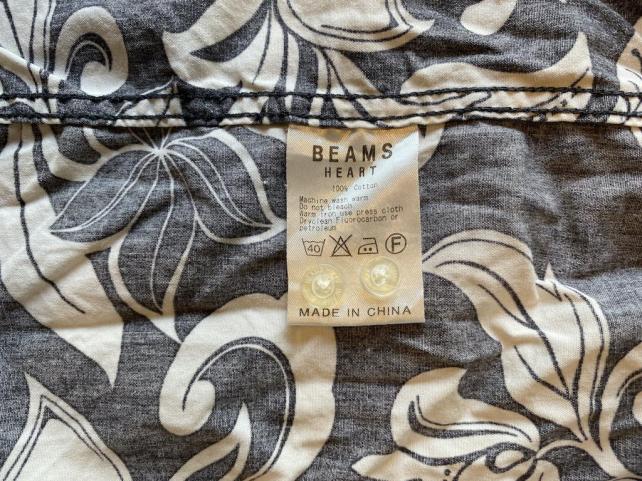 BEAMS
HEART
100% Cotton
Machine wash warm
Do not bleach
Warm iron use press cloth
Dryclean Fluorocarbon or
petroleum
40 F
MADE IN CHINA